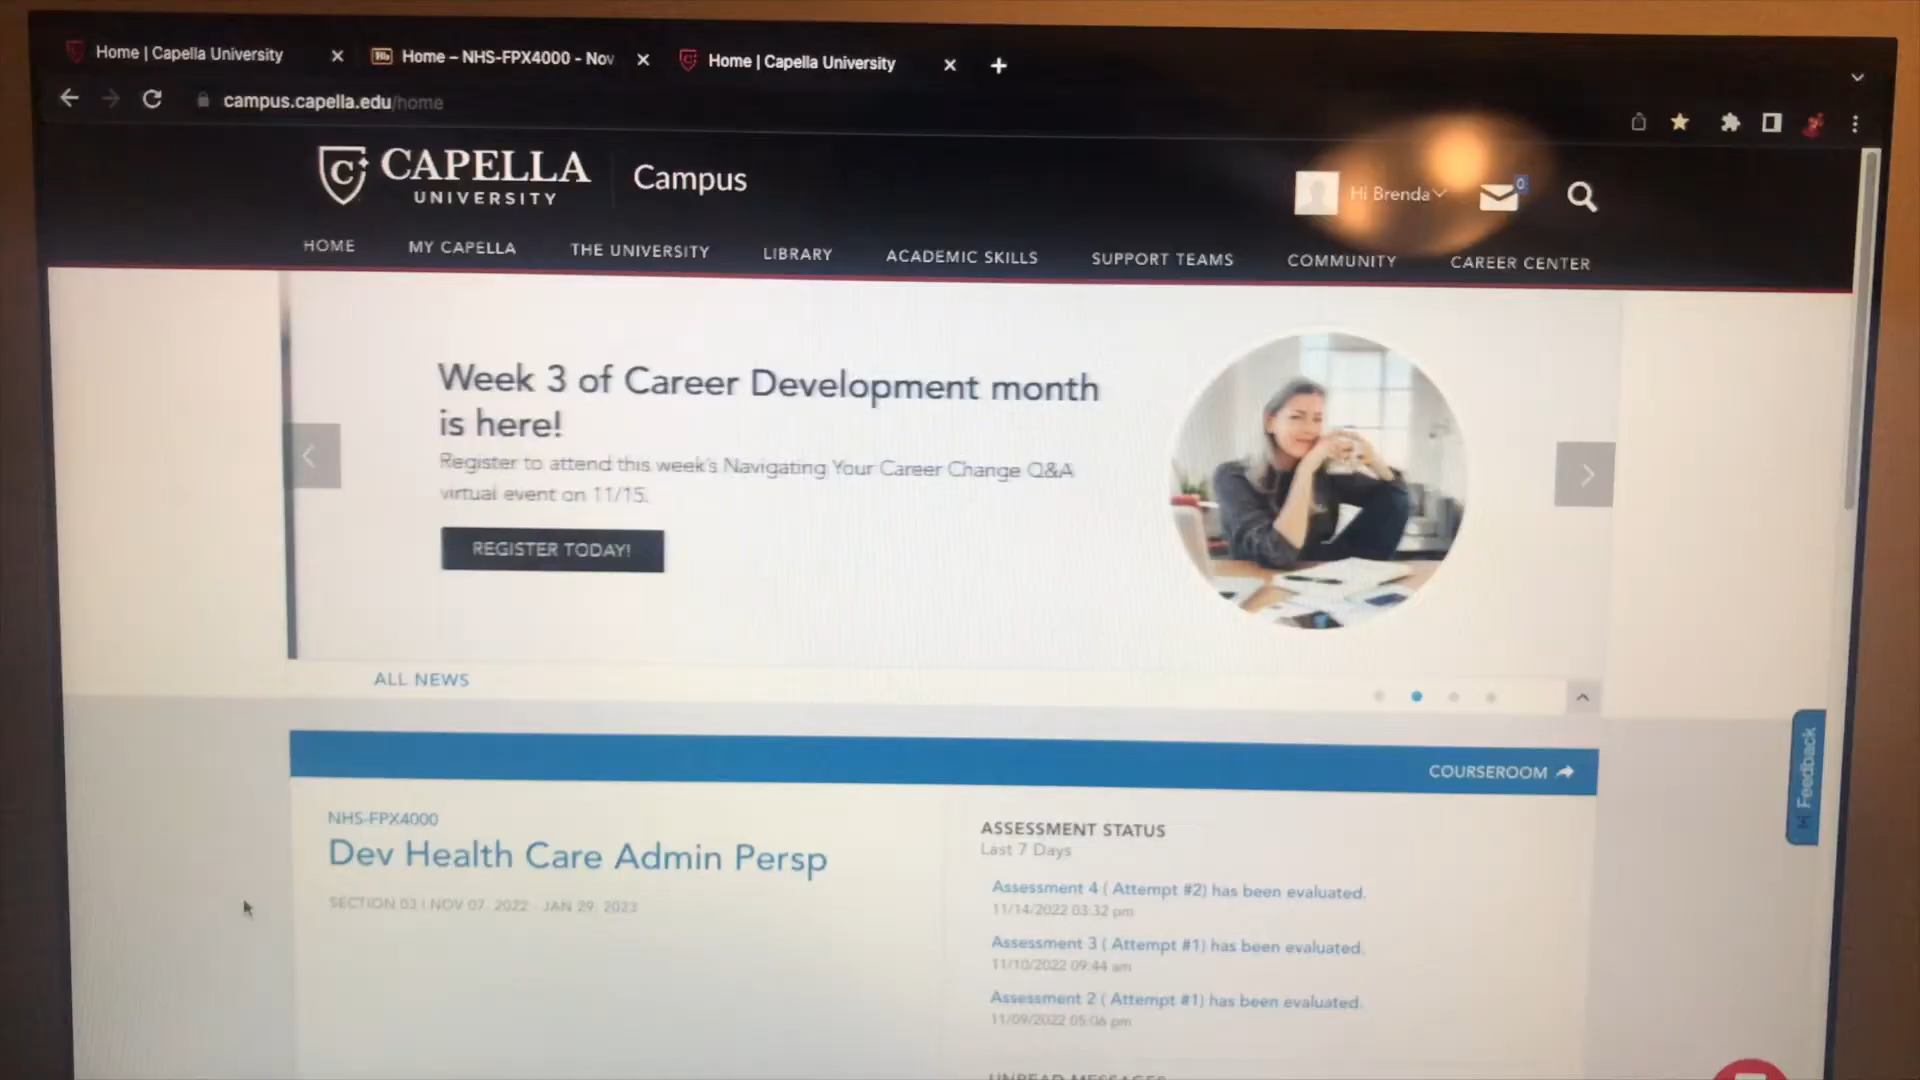 Home | Capella University
Home – NHS-FPX4000 - Nov
Home | Capella University
campus.capella.edu/home
CAPELLA
UNIVERSITY
Campus
Hi Brenda
0
HOME
MY CAPELLA
THE UNIVERSITY
LIBRARY
ACADEMIC SKILLS
SUPPORT TEAMS
COMMUNITY
CAREER CENTER
Week 3 of Career Development month
is here!
Register to attend this week's Navigating Your Career Change Q&A
virtual event on 11/15.
REGISTER TODAY!
ALL NEWS
COURSEROOM
Feedback
NHS-FPX4000
Dev Health Care Admin Persp
SECTION 03 | NOV 07, 2022 - JAN 29, 2023
ASSESSMENT STATUS
Last 7 Days
Assessment 4 ( Attempt #2) has been evaluated.
11/14/2022 03:32 pm
Assessment 3 ( Attempt #1) has been evaluated.
11/10/2022 09:44 am
Assessment 2 ( Attempt #1) has been evaluated.
11/09/2022 05:06 pm
UNREAD MESSAGES